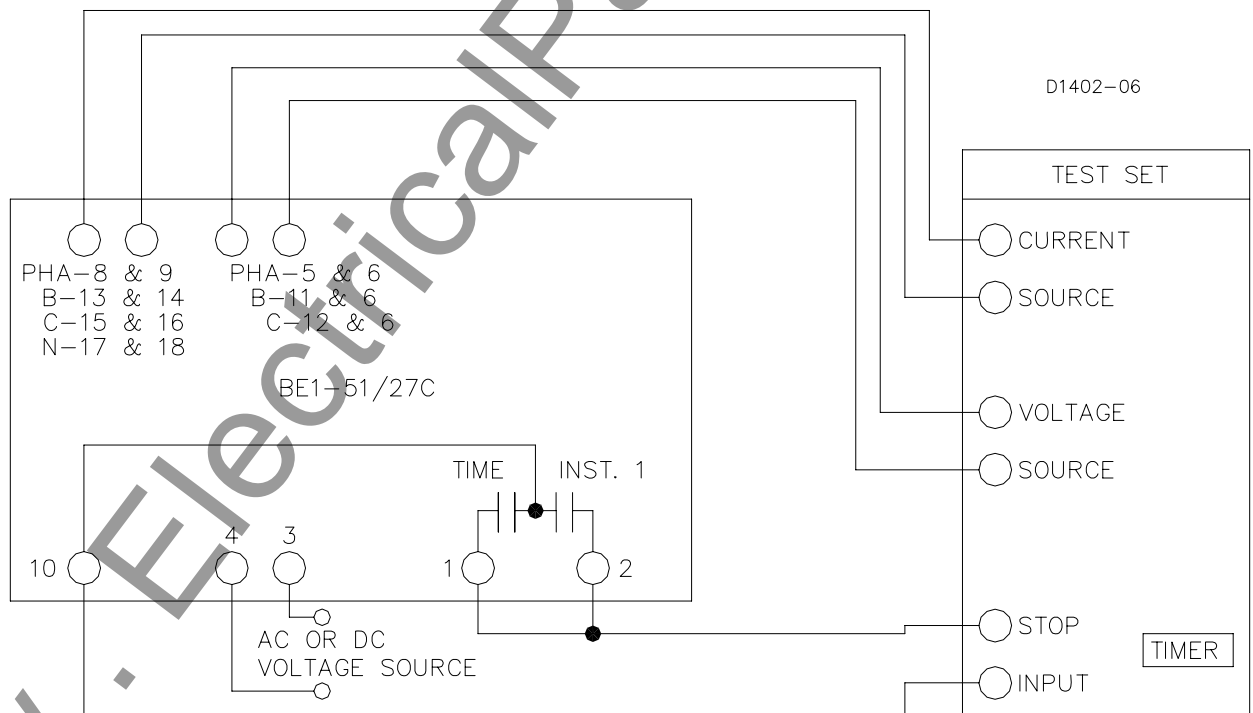 D1402-06
TEST SET
CURRENT
SOURCE
VOLTAGE
SOURCE
STOP
TIMER
INPUT
PHA-8 & 9
B-13 & 14
C-15 & 16
N-17 & 18
PHA-5 & 6
B-11 & 6
C-12 & 6
BE1-51/27C
TIME
INST. 1
10
4
3
1
2
AC OR DC
VOLTAGE SOURCE
. ElectricalPa